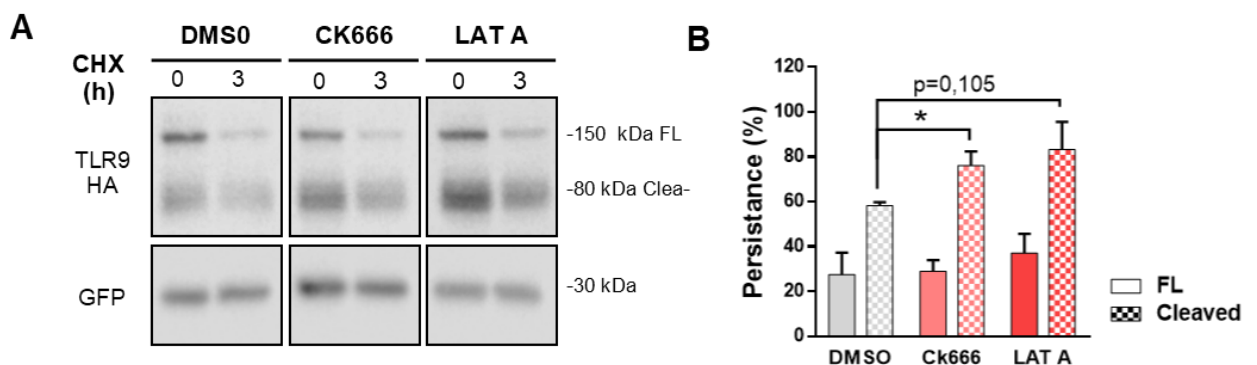 A
DMS0 CK666 LAT A
CHX (h)
0 3 0 3 0 3
TLR9 HA
-150 kDa FL
-80 kDa Clea-
GFP
-30 kDa
B
Persistance (%)
120
100
80
60
40
20
0
p=0,105
*
DMSO Ck666 LAT A
FL
Cleaved